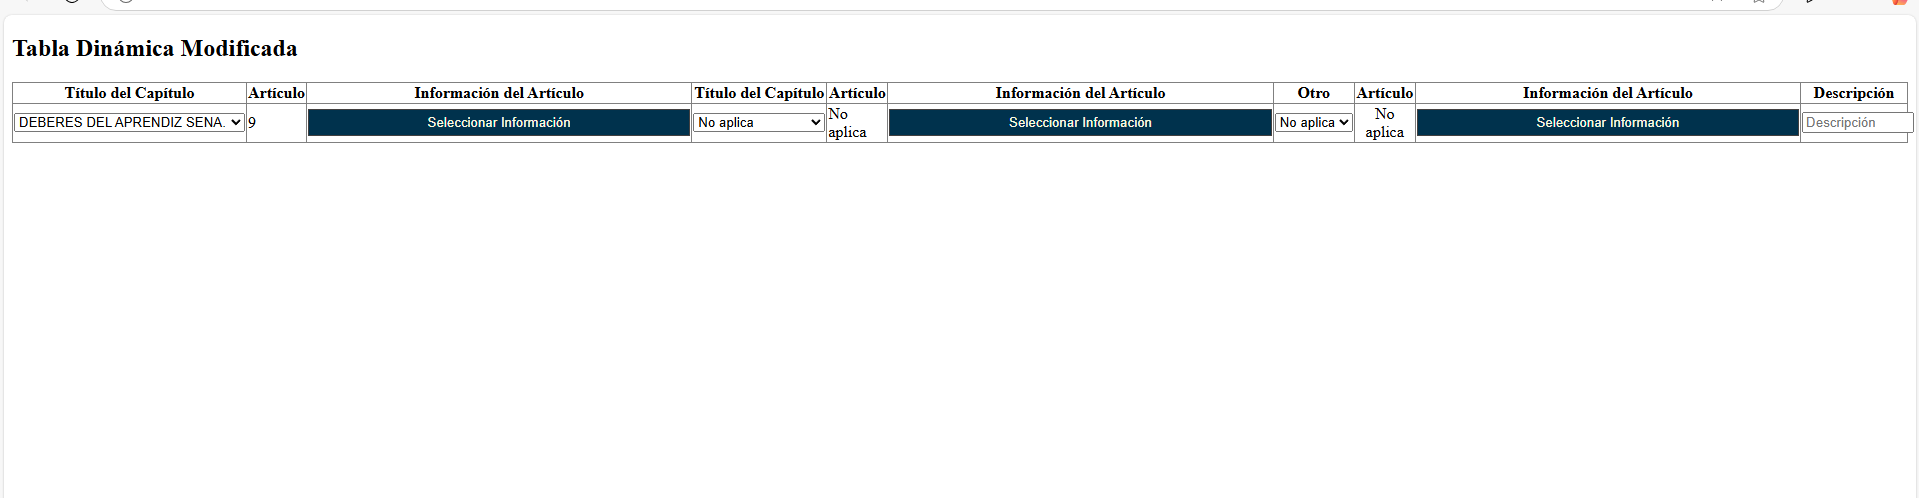 Tabla Dinámica Modificada
Título del Capítulo Artículo Información del Artículo Título del Capítulo Artículo Información del Artículo Otro Artículo Información del Artículo Descripción
DEBERES DEL APRENDIZ SENA. 9 Seleccionar Información No aplica No aplica Seleccionar Información No aplica No aplica Seleccionar Información Descripción